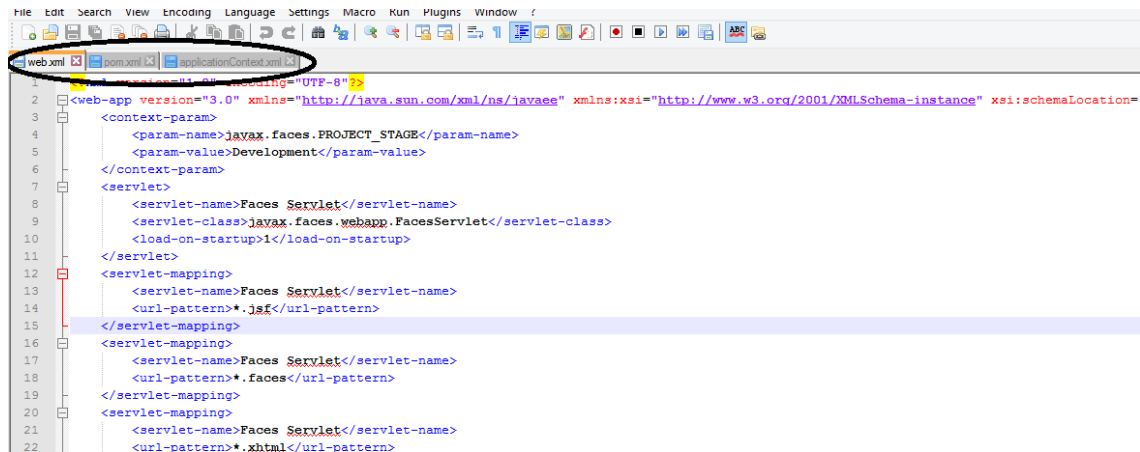 File Edit Search View Encoding Language Settings Macro Run Plugins Window ?
ABC
web.xml pom.xml applicationContext.xml
1 <?xml version="1.0" encoding="UTF-8"?>
2 <web-app version="3.0" xmlns="http://java.sun.com/xml/ns/javaee" xmlns:xsi="http://www.w3.org/2001/XMLSchema-instance" xsi:schemaLocation=
3 <context-param>
4 <param-name>javax.faces.PROJECT_STAGE</param-name>
5 <param-value>Development</param-value>
6 </context-param>
7 <servlet>
8 <servlet-name>Faces Servlet</servlet-name>
9 <servlet-class>javax.faces.webapp.FacesServlet</servlet-class>
10 <load-on-startup>1</load-on-startup>
11 </servlet>
12 <servlet-mapping>
13 <servlet-name>Faces Servlet</servlet-name>
14 <url-pattern>*.jsf</url-pattern>
15 </servlet-mapping>
16 <servlet-mapping>
17 <servlet-name>Faces Servlet</servlet-name>
18 <url-pattern>*.faces</url-pattern>
19 </servlet-mapping>
20 <servlet-mapping>
21 <servlet-name>Faces Servlet</servlet-name>
22 <url-pattern>*.xhtml</url-pattern>